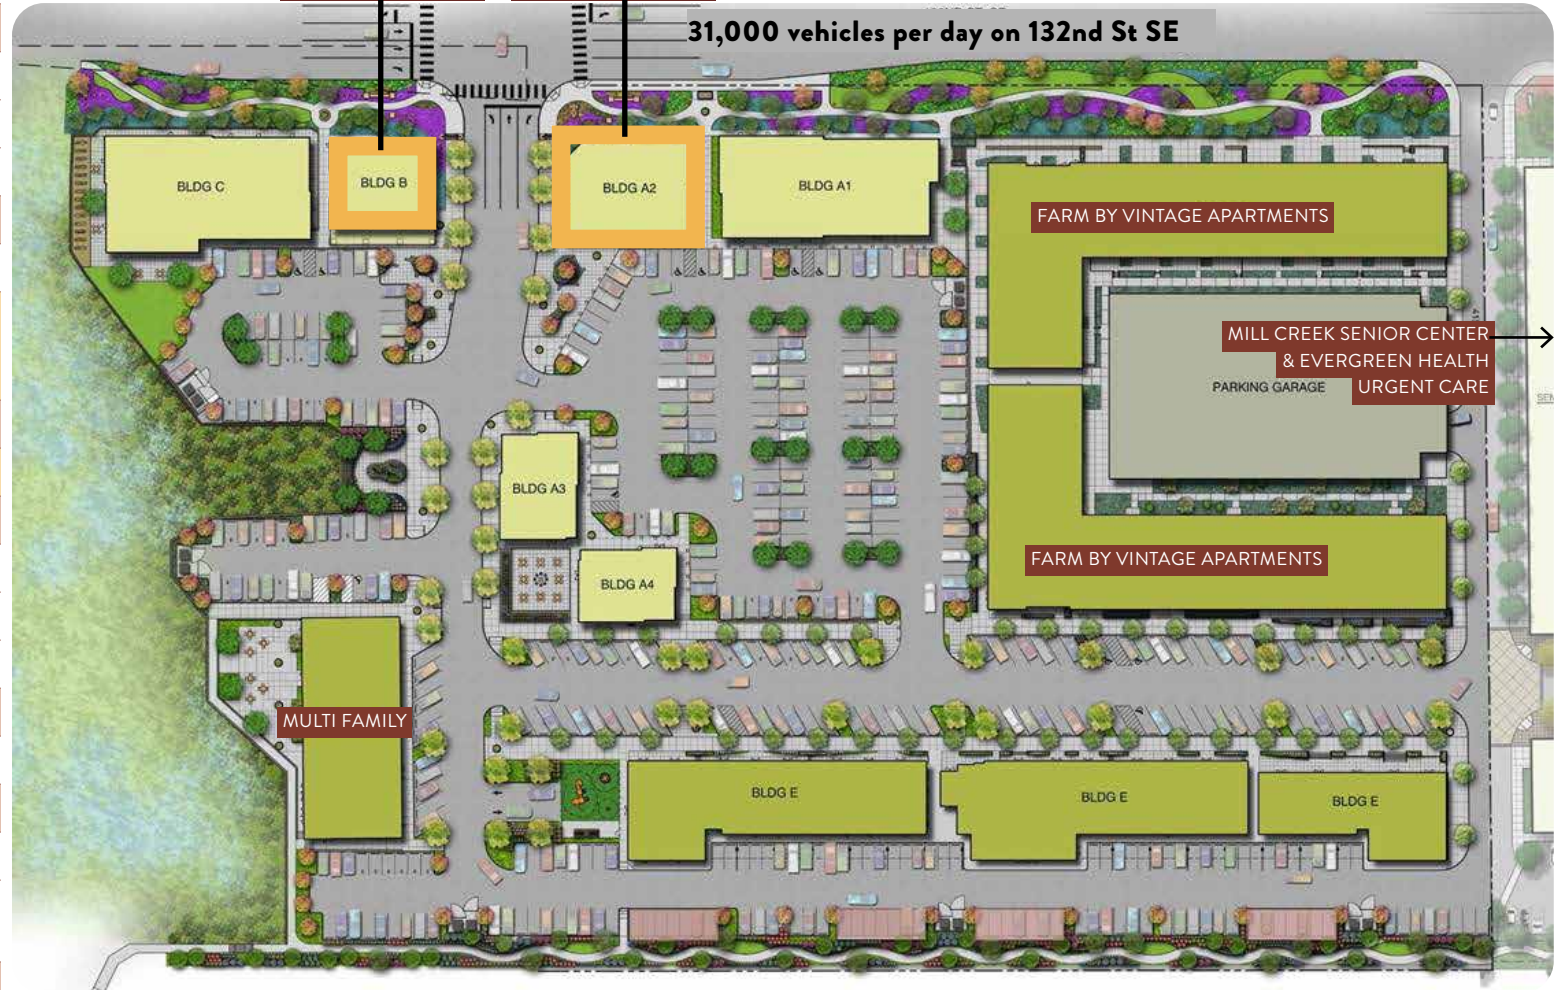 31,000 vehicles per day on 132nd St SE
BLDG C
BLDG B
BLDG A2
BLDG A1
FARM BY VINTAGE APARTMENTS
MILL CREEK SENIOR CENTER
& EVERGREEN HEALTH
URGENT CARE
PARKING GARAGE
SEN
BLDG A3
FARM BY VINTAGE APARTMENTS
BLDG A4
MULTI FAMILY
BLDG E
BLDG E
BLDG E